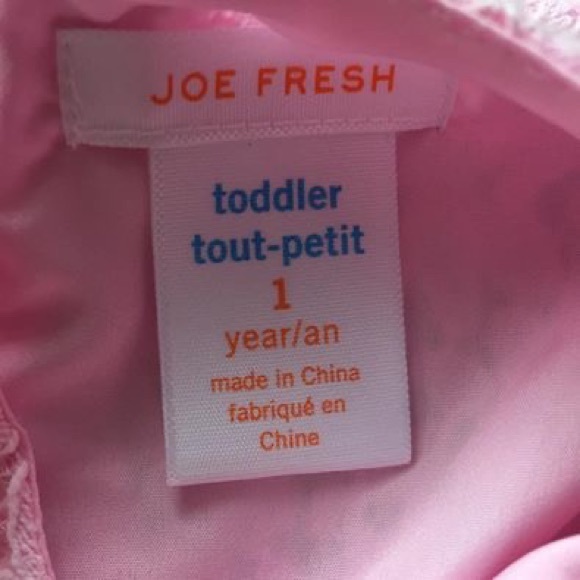 JOE FRESH
toddler
tout-petit
1
year/an
made in China
fabriqué en
Chine